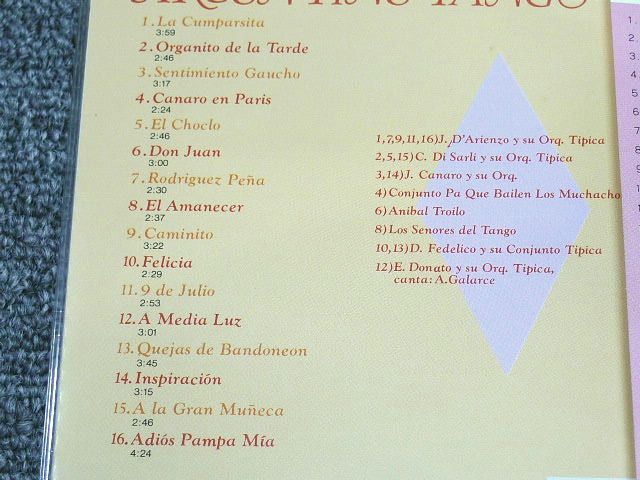 TANGO
1.La Cumparsita
3:59
2.Organito de la Tarde
2:46
3.Sentimiento Gaucho
3:17
4.Canaro en Paris
2:24
5.El Choclo
2:46
6.Don Juan
3:00
7.Rodriguez Peña
2:30
8.El Amanecer
2:37
9.Caminito
3:22
10.Felicia
2:29
11.9 de Julio
2:53
12.A Media Luz
3:01
13.Quejas de Bandoneon
3:45
14.Inspiración
3:15
15.A la Gran Muñeca
2:46
16.Adiós Pampa Mía
4:24
1,7,9,11,16)J. D'Arienzo y su Orq. Tipica
2,5,15)C. Di Sarli y su Orq. Tipica
3,14)J. Canaro y su Orq.
4)Conjunto Pa Que Bailen Los Muchacho
6)Anibal Troilo
8)Los Senores del Tango
10,13)D. Fedelico y su Conjunto Tipica
12)E. Donato y su Orq. Tipica,
canta:A.Galarce